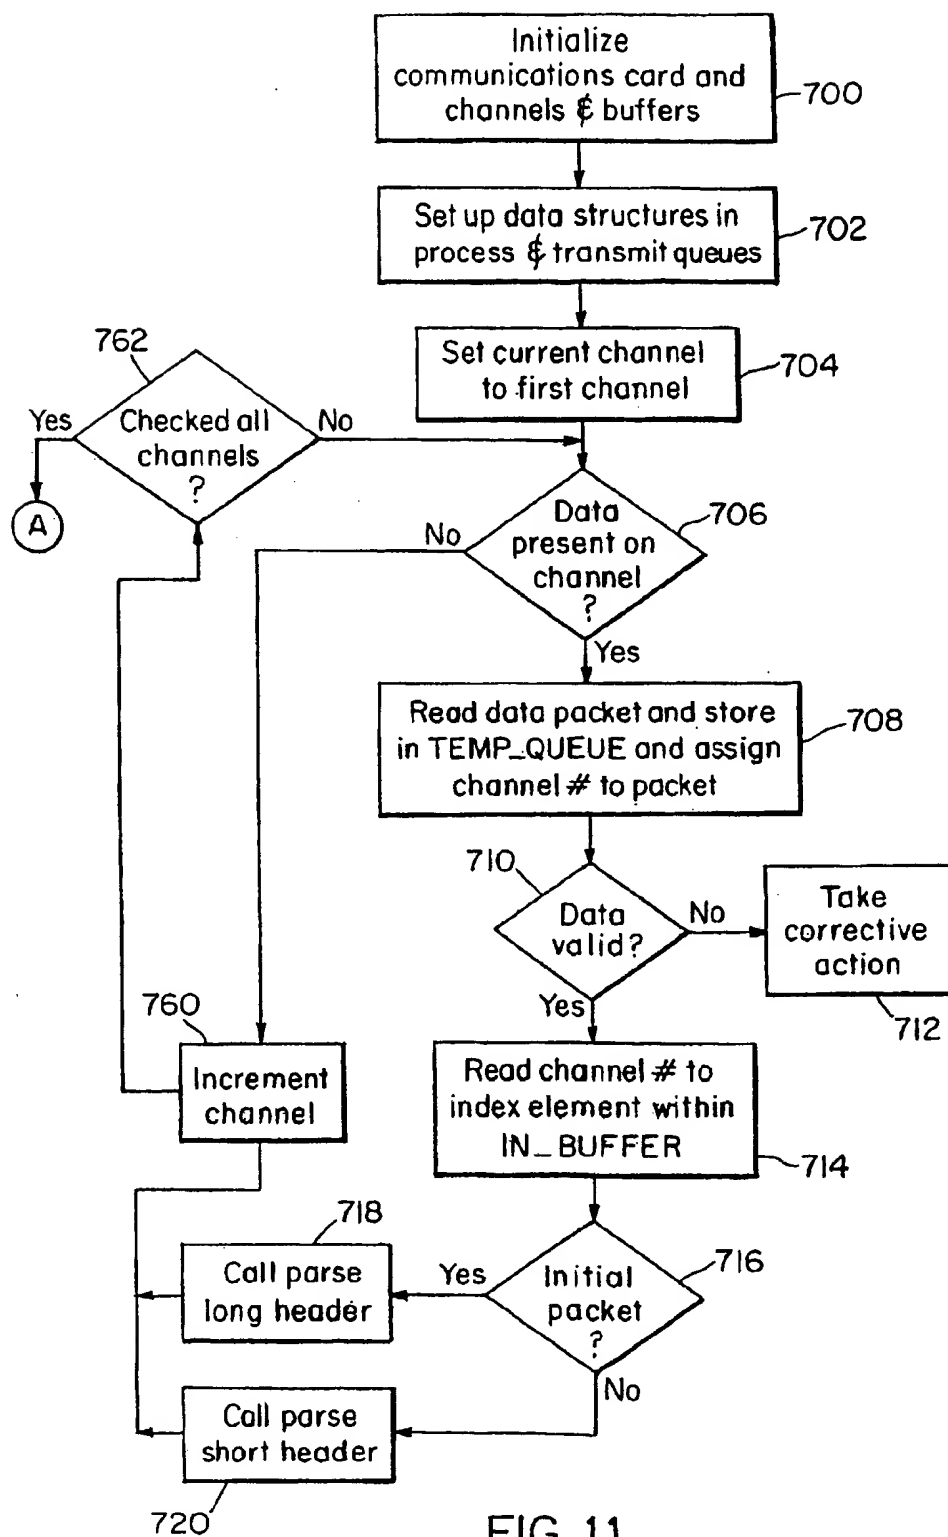 Initialize
communications card and
channels & buffers
700
Set up data structures in
process & transmit queues
702
Set current channel
to first channel
704
762
Checked all
channels
?
Yes
No
A
Data
present on
channel
?
706
No
Yes
Read data packet and store
in TEMP_QUEUE and assign
channel # to packet
708
710
Data
valid?
No
Yes
Take
corrective
action
712
760
Increment
channel
Read channel # to
index element within
IN_BUFFER
714
718
Call parse
long header
Yes
Initial
packet
?
716
No
Call parse
short header
720
FIG. 11